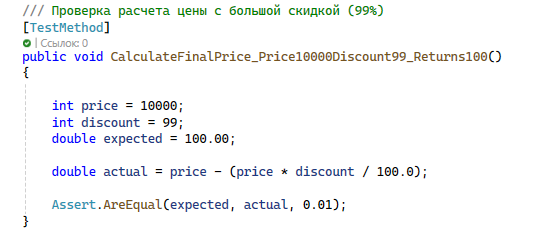 /// Проверка расчета цены с большой скидкой (99%)
[TestMethod]
| Ссылок: 0
public void CalculateFinalPrice_Price10000Discount99_Returns100()
{
int price = 10000;
int discount = 99;
double expected = 100.00;
double actual = price - (price * discount / 100.0);
Assert.AreEqual(expected, actual, 0.01);
}